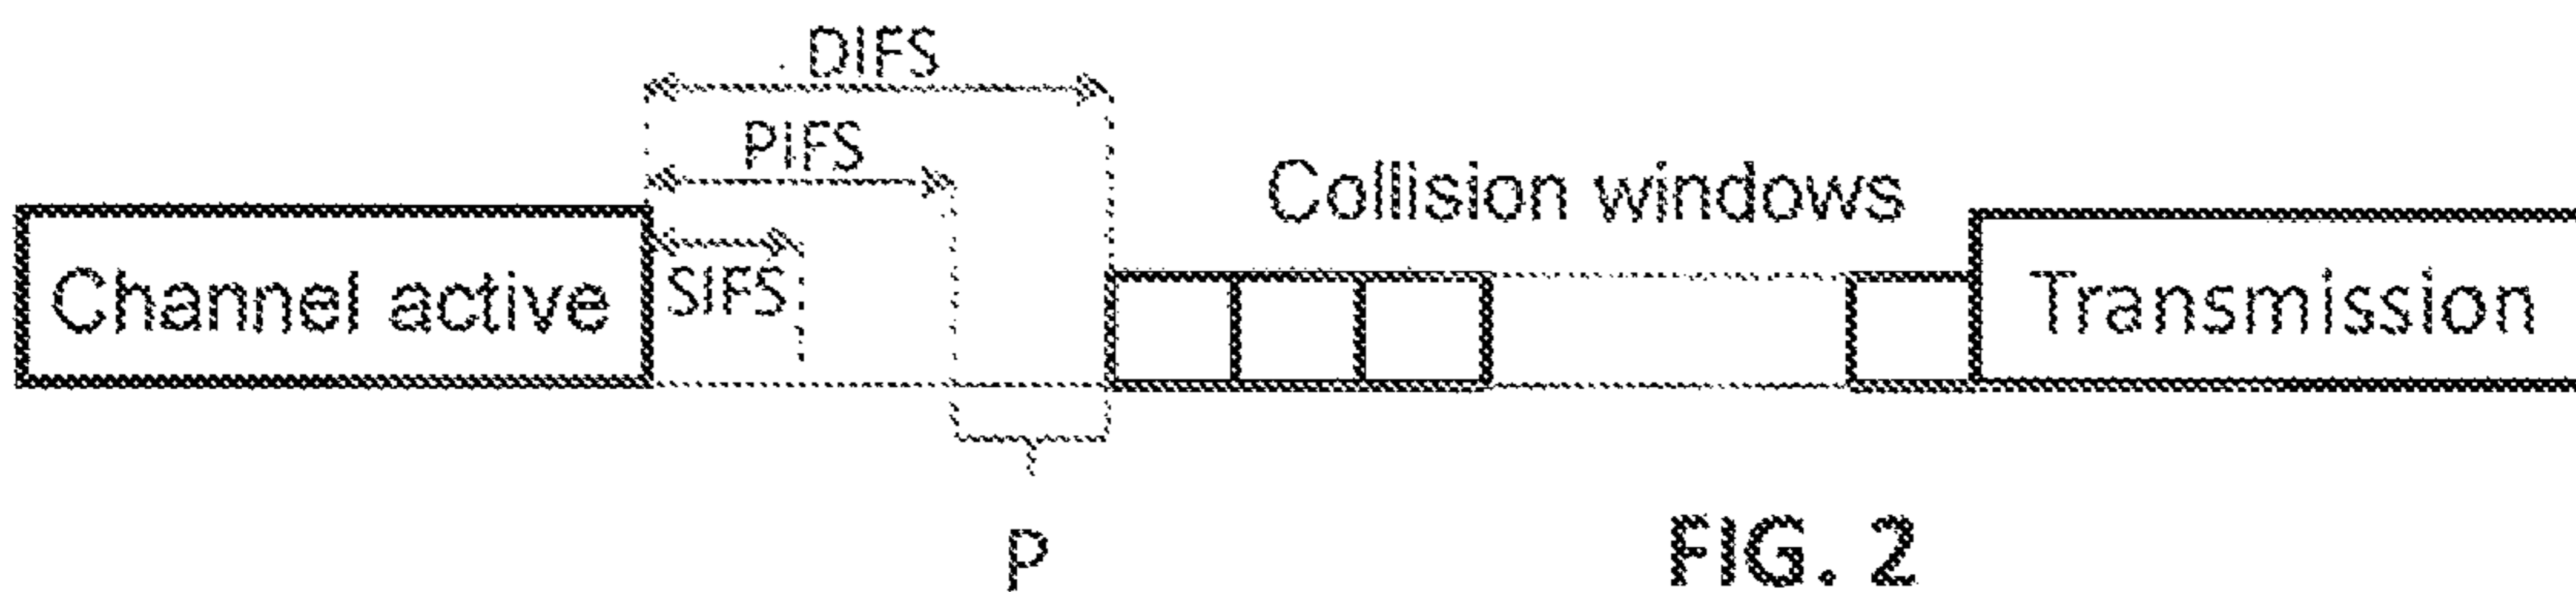 DIFS
PIFS
Collision windows
Channel active
SIFS
Transmission
P
FIG. 2